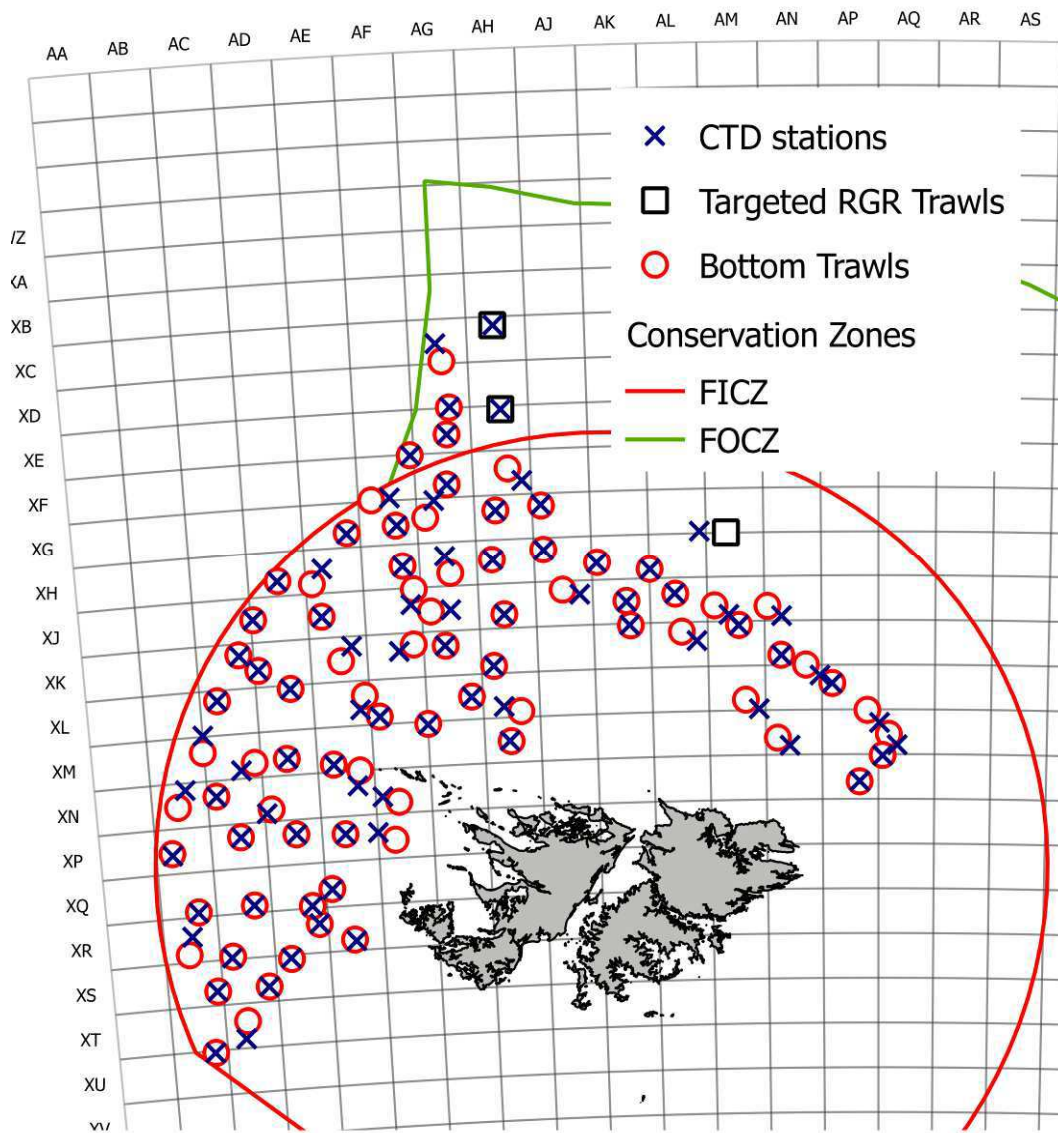 AA AB AC AD AE AF AG AH AJ AK AL AM AN AP AQ AR AS
CTD stations
Targeted RGR Trawls
Bottom Trawls
Conservation Zones
FICZ
FOCZ
XB
XC
XD
XE
XF
XG
XH
XJ
XK
XL
XM
XN
XP
XQ
XR
XS
XT
XU